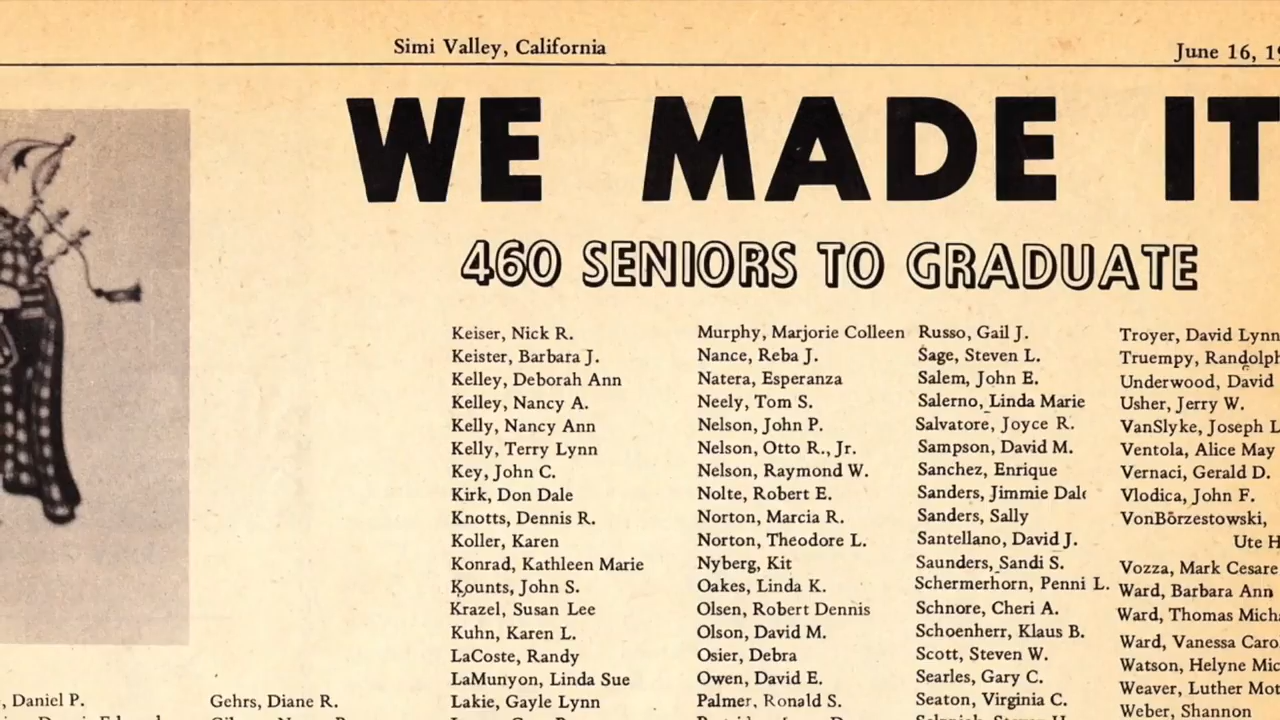 Simi Valley, California
June 16,
WE MADE IT
460 SENIORS TO GRADUATE
Keiser, Nick R.
Keister, Barbara J.
Kelley, Deborah Ann
Kelley, Nancy A.
Kelly, Nancy Ann
Kelly, Terry Lynn
Key, John C.
Kirk, Don Dale
Knotts, Dennis R.
Koller, Karen
Konrad, Kathleen Marie
Kounts, John S.
Krazel, Susan Lee
Kuhn, Karen L.
LaCoste, Randy
LaMunyon, Linda Sue
Lakie, Gayle Lynn
Murphy, Marjorie Colleen
Nance, Reba J.
Natera, Esperanza
Neely, Tom S.
Nelson, John P.
Nelson, Otto R., Jr.
Nelson, Raymond W.
Nolte, Robert E.
Norton, Marcia R.
Norton, Theodore L.
Nyberg, Kit
Oakes, Linda K.
Olsen, Robert Dennis
Olson, David M.
Osier, Debra
Owen, David E.
Palmer, Ronald S.
Russo, Gail J.
Sage, Steven L.
Salem, John E.
Salerno, Linda Marie
Salvatore, Joyce R.
Sampson, David M.
Sanchez, Enrique
Sanders, Jimmie
Sanders, Sally
Santellano, David J.
Saunders, Sandi S.
Schermerhorn, Penni L.
Schnore, Cheri A.
Schoenherr, Klaus B.
Scott, Steven W.
Searles, Gary C.
Seaton, Virginia C.
Troyer, David Lynn
Truempy, Randolph
Underwood, David
Usher, Jerry W.
VanSlyke, Joseph L
Ventola, Alice May
Vernaci, Gerald D.
Vlodica, John F.
VonBorzestowski,
Ute H
Vozza, Mark Cesare
Ward, Barbara Ann
Ward, Thomas
Ward, Vanessa
Watson, Helyne
Weaver, Luther
Weber, Shannon
Daniel P.
Gehrs, Diane R.